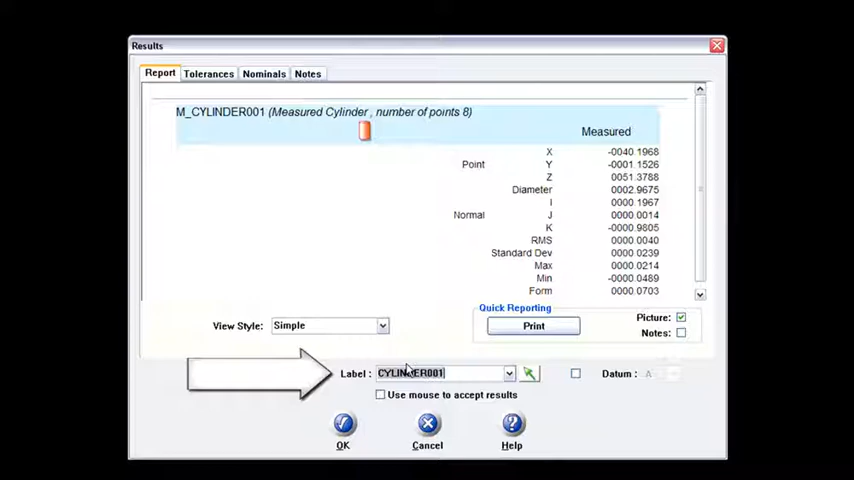 Results
Report Tolerances Nominals Notes
M_CYLINDER001 (Measured Cylinder , number of points 8)
Measured
X -0040.1968
Point Y -0001.1526
Z 0051.3788
Diameter 0002.9675
I 0000.1967
Normal J 0000.0014
K -0000.9805
RMS 0000.0040
Standard Dev 0000.0239
Max 0000.0214
Min -0000.0489
Form 0000.0703
Quick Reporting
View Style: Simple Print Picture:
Notes:
Label : CYLINDER001 Datum : A
Use mouse to accept results
OK Cancel Help